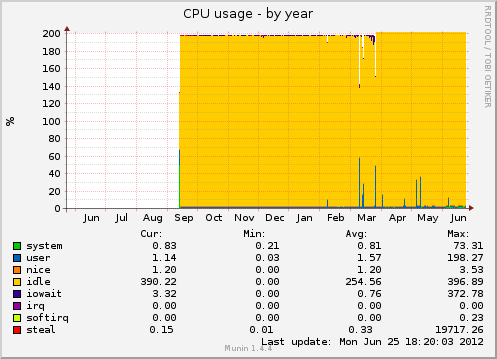 CPU usage - by year
RRDTOOL / TOBI OETIKER
%
200
180
160
140
120
100
80
60
40
20
0
Jun Jul Aug Sep Oct Nov Dec Jan Feb Mar Apr May Jun
Cur: Min: Avg: Max:
system 0.83 0.21 0.81 73.31
user 1.14 0.03 1.57 198.27
nice 1.20 0.00 1.20 3.53
idle 390.22 0.00 254.56 396.89
iowait 3.32 0.00 0.76 372.78
irq 0.00 0.00 0.00 0.00
softirq 0.00 0.00 0.00 0.23
steal 0.15 0.01 0.33 19717.26
Last update: Mon Jun 25 18:20:03 2012
Munin 1.4.4